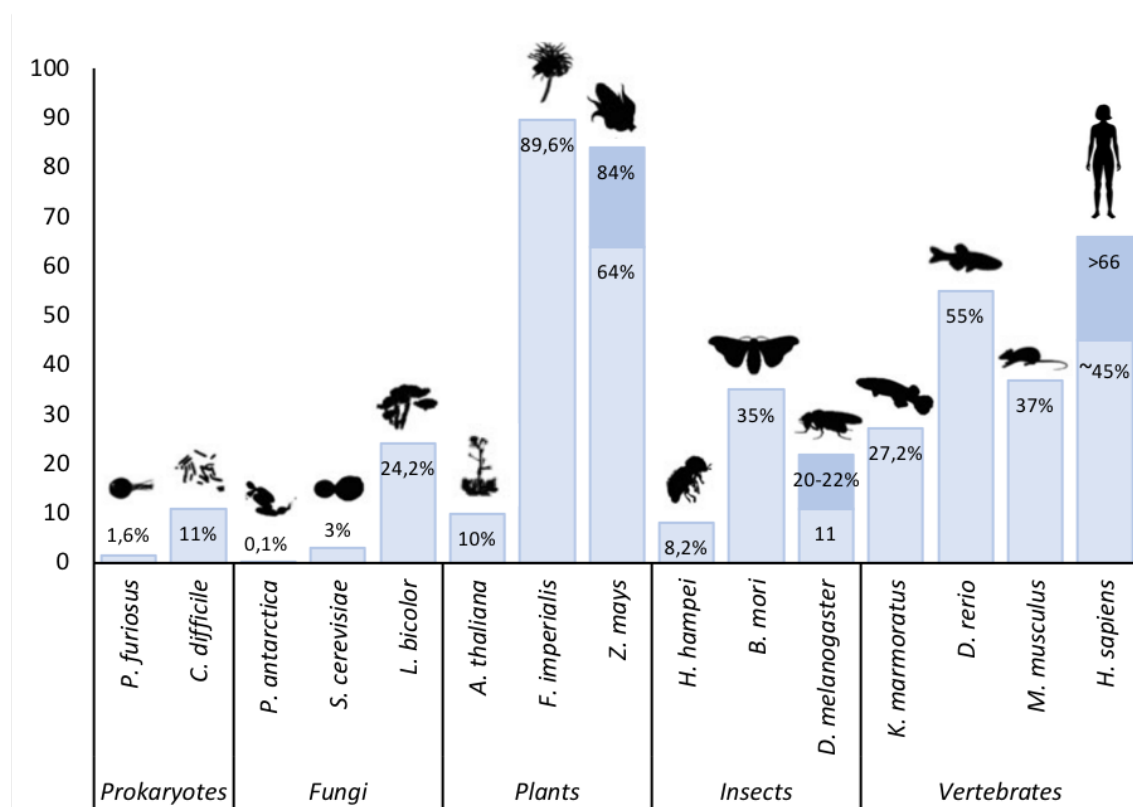 100
90
80
70
60
50
40
30
20
10
0
1,6%
11%
0,1%
3%
24,2%
10%
89,6%
84%
64%
8,2%
35%
20-22%
11
27,2%
55%
37%
>66
~45%
P. furiosus
C. difficile
P. antarctica
S. cerevisiae
L. bicolor
A. thaliana
F. imperialis
Z. mays
H. hampei
B. mori
D. melanogaster
K. marmoratus
D. rerio
M. musculus
H. sapiens
Prokaryotes
Fungi
Plants
Insects
Vertebrates